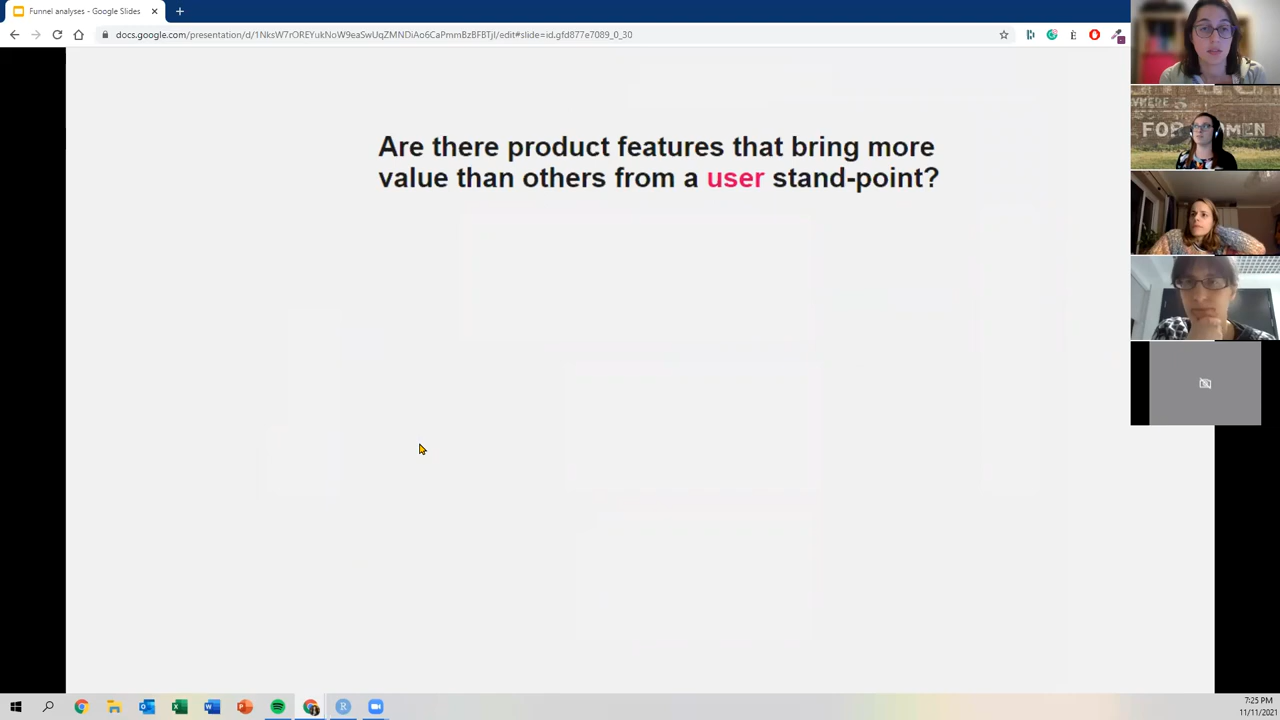 Funnel analyses - Google Slides
docs.google.com/presentation/d/1NksW7rOREYukNoW9eaSwUqZMNDiAo6CaPmmBzBFBTjI/edit#slide=id.gfd877e7089_0_30
Are there product features that bring more
value than others from a user stand-point?
WHERE
FOR MEN
7:25 PM
11/11/2021